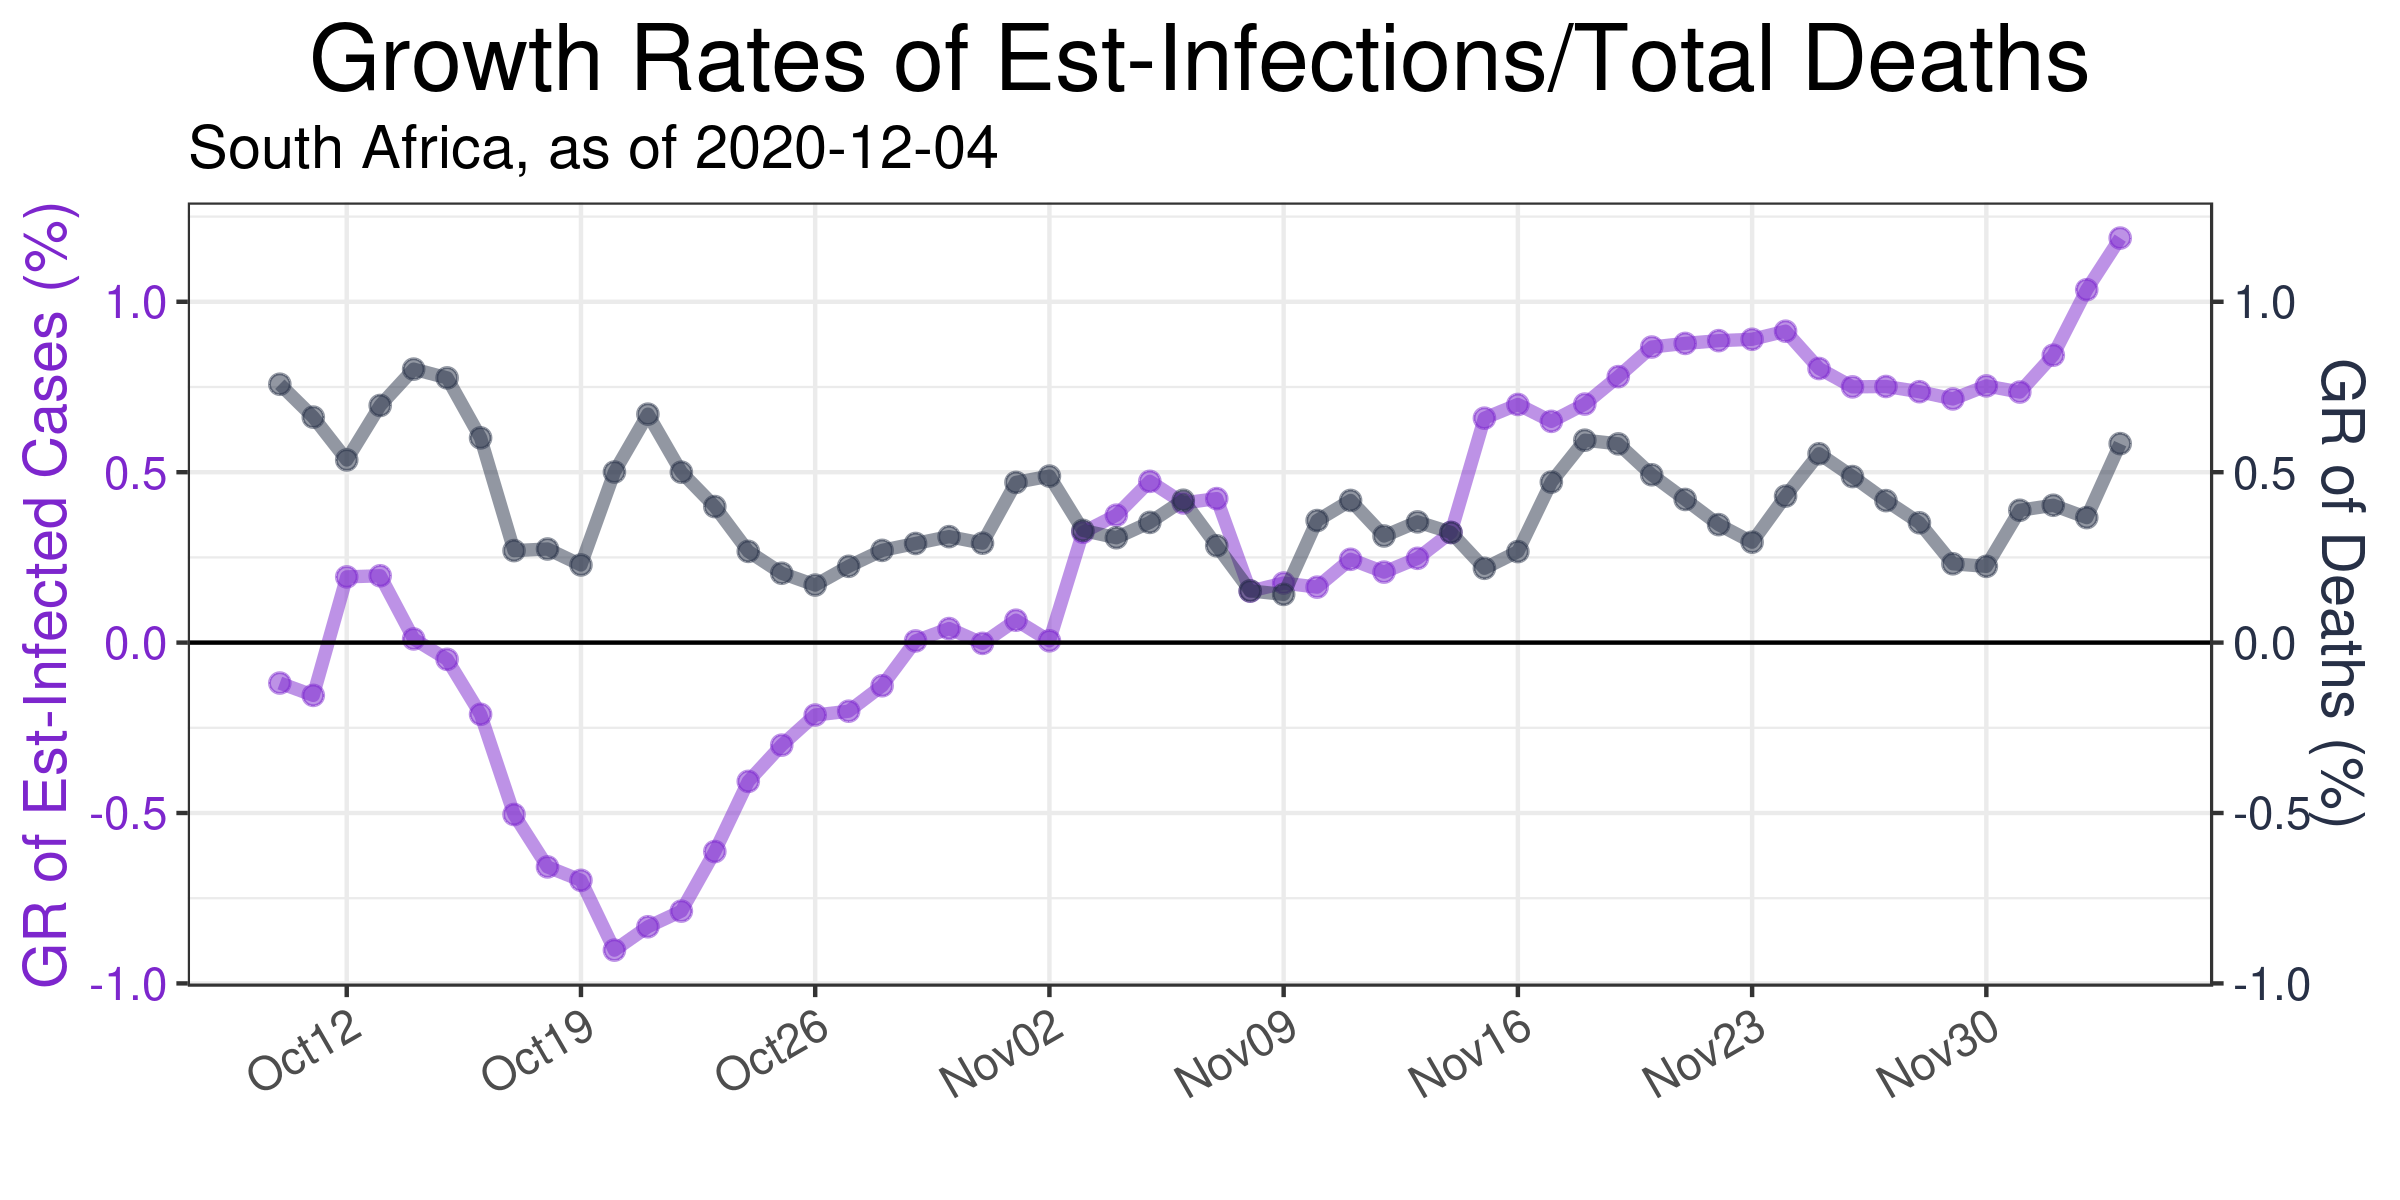 Growth Rates of Est-Infections/Total Deaths
South Africa, as of 2020-12-04
GR of Est-Infected Cases (%)
1.0
0.5
0.0
-0.5
-1.0
1.0
0.5
0.0
-0.5
-1.0
GR of Deaths (%)
Oct12
Oct19
Oct26
Nov02
Nov09
Nov16
Nov23
Nov30